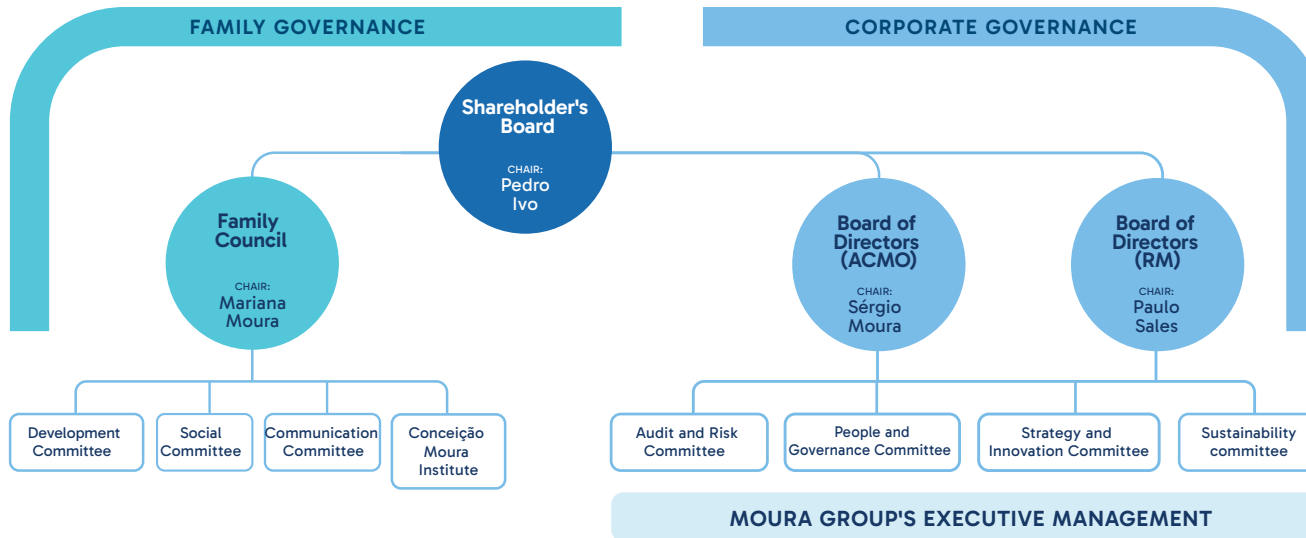 FAMILY GOVERNANCE
CORPORATE GOVERNANCE
Shareholder's
Board
CHAIR:
Pedro
Ivo
Family
Council
CHAIR:
Mariana
Moura
Board of
Directors
(ACMO)
CHAIR:
Sérgio
Moura
Board of
Directors
(RM)
CHAIR:
Paulo
Sales
Development
Committee
Social
Committee
Communication
Committee
Conceição
Moura
Institute
Audit and Risk
Committee
People and
Governance Committee
Strategy and
Innovation Committee
Sustainability
committee
MOURA GROUP'S EXECUTIVE MANAGEMENT